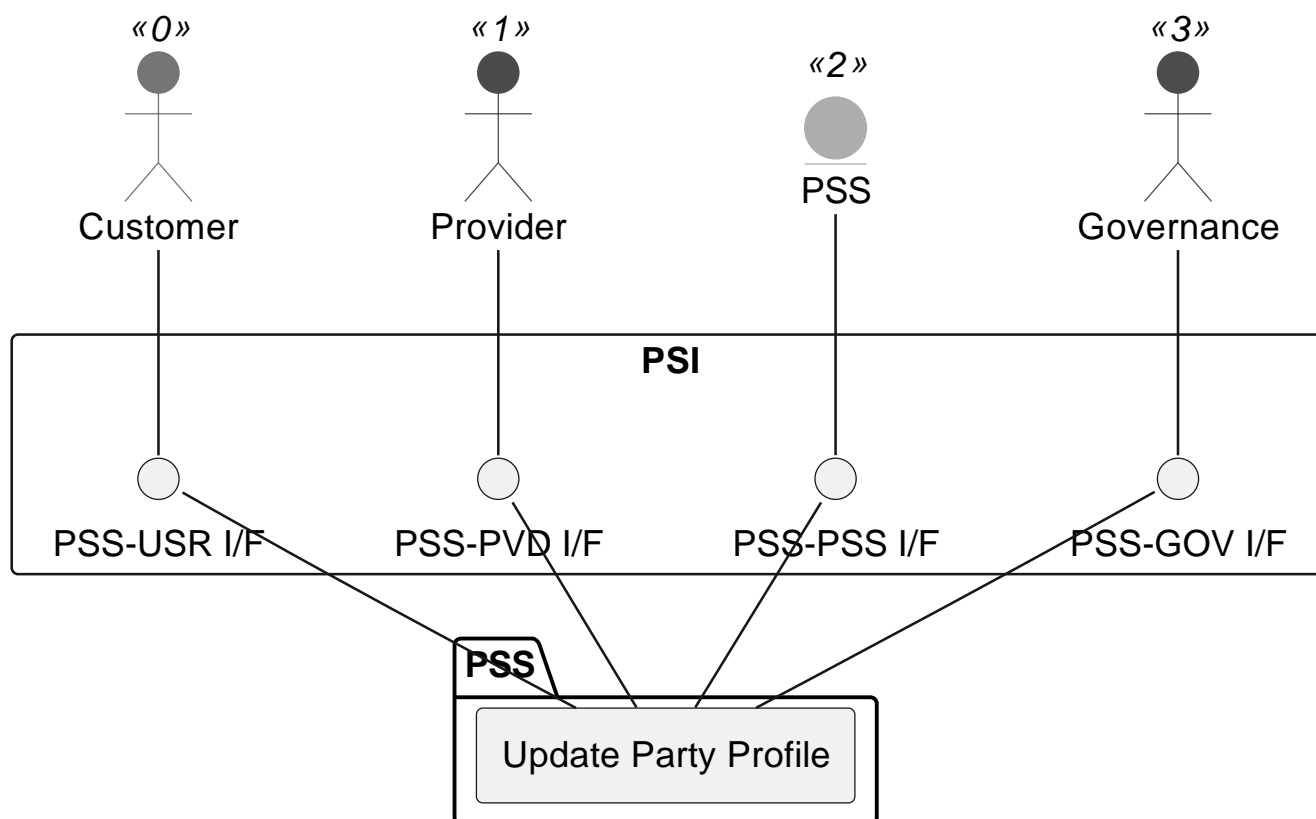 «0»
«1»
«2»
«3»
Customer
Provider
PSS
Governance
PSI
PSS-USR I/F
PSS-PVD I/F
PSS-PSS I/F
PSS-GOV I/F
PSS
Update Party Profile